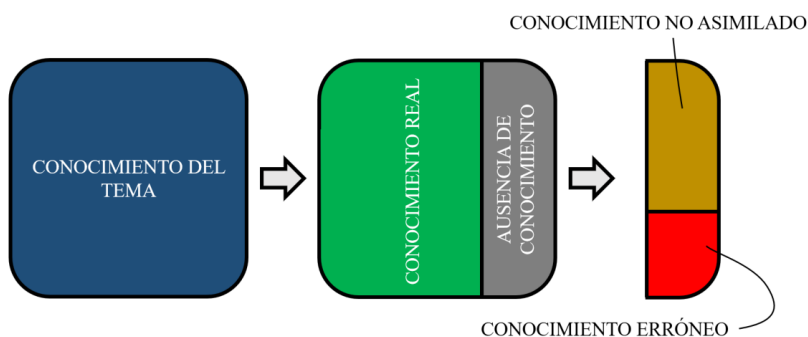 CONOCIMIENTO NO ASIMILADO
CONOCIMIENTO DEL
TEMA
CONOCIMIENTO REAL
AUSENCIA DE
CONOCIMIENTO
CONOCIMIENTO ERRÓNEO